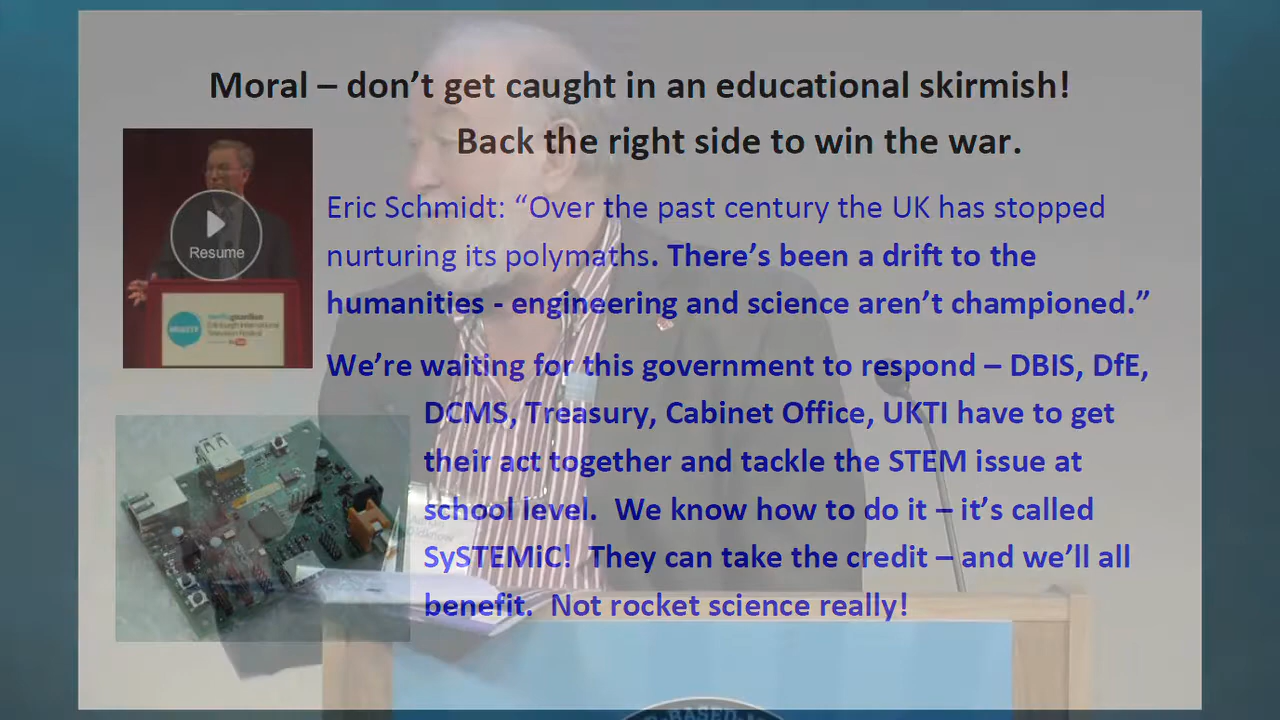 Moral – don’t get caught in an educational skirmish!
Back the right side to win the war.
Resume
Eric Schmidt: “Over the past century the UK has stopped
nurturing its polymaths. There’s been a drift to the
humanities - engineering and science aren’t championed.”
We’re waiting for this government to respond – DBIS, DfE,
DCMS, Treasury, Cabinet Office, UKTI have to get
their act together and tackle the STEM issue at
school level.  We know how to do it – it’s called
SySTEMiC!  They can take the credit – and we’ll all
benefit.  Not rocket science really!